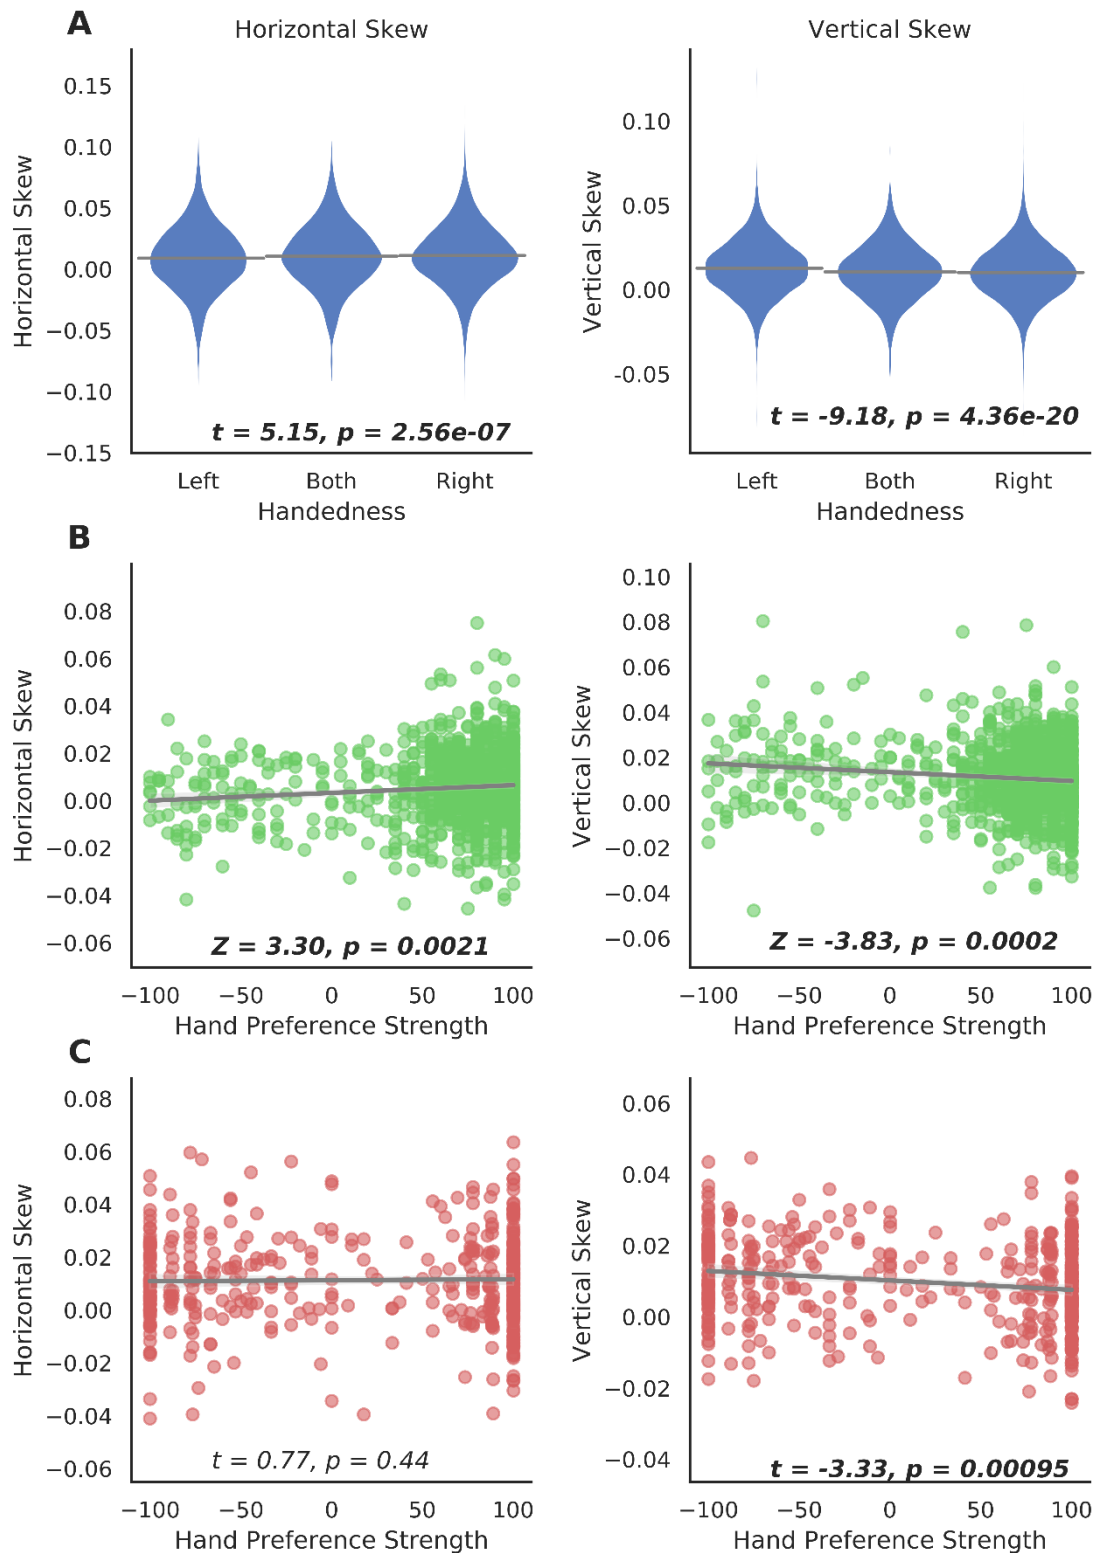 A
Horizontal Skew
Vertical Skew
Horizontal Skew
0.15
0.10
0.05
0.00
−0.05
−0.10
−0.15
t = 5.15, p = 2.56e-07
Left Both Right
Handedness
Vertical Skew
0.10
0.05
0.00
-0.05
t = -9.18, p = 4.36e-20
Left Both Right
Handedness
B
Horizontal Skew
0.08
0.06
0.04
0.02
0.00
−0.02
−0.04
−0.06
Z = 3.30, p = 0.0021
−100 −50 0 50 100
Hand Preference Strength
Vertical Skew
0.10
0.08
0.06
0.04
0.02
0.00
−0.02
−0.04
−0.06
Z = -3.83, p = 0.0002
−100 −50 0 50 100
Hand Preference Strength
C
Horizontal Skew
0.08
0.06
0.04
0.02
0.00
−0.02
−0.04
−0.06
t = 0.77, p = 0.44
−100 −50 0 50 100
Hand Preference Strength
Vertical Skew
0.06
0.04
0.02
0.00
−0.02
−0.04
t = -3.33, p = 0.00095
−100 −50 0 50 100
Hand Preference Strength